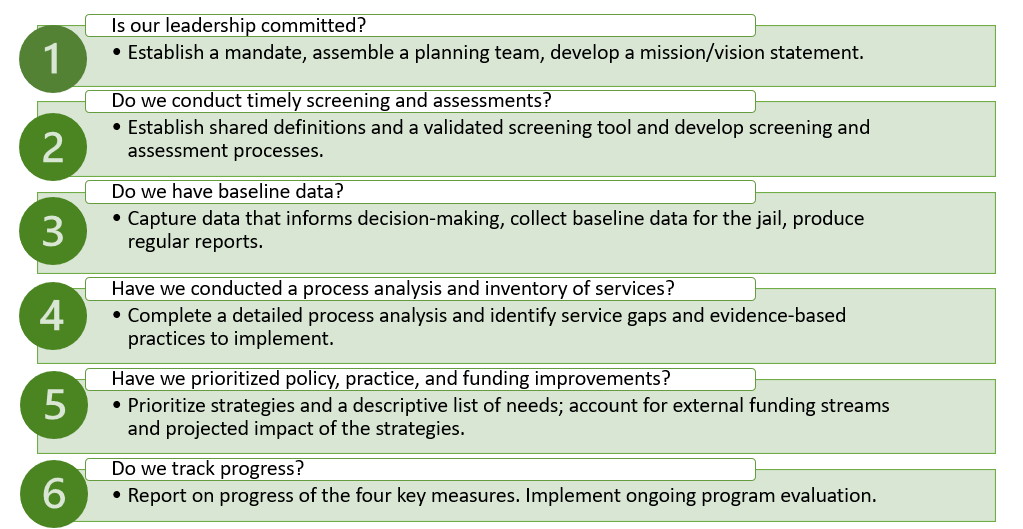 1
Is our leadership committed?
• Establish a mandate, assemble a planning team, develop a mission/vision statement.
2
Do we conduct timely screening and assessments?
• Establish shared definitions and a validated screening tool and develop screening and
assessment processes.
3
Do we have baseline data?
• Capture data that informs decision-making, collect baseline data for the jail, produce
regular reports.
4
Have we conducted a process analysis and inventory of services?
• Complete a detailed process analysis and identify service gaps and evidence-based
practices to implement.
5
Have we prioritized policy, practice, and funding improvements?
• Prioritize strategies and a descriptive list of needs; account for external funding streams
and projected impact of the strategies.
6
Do we track progress?
• Report on progress of the four key measures. Implement ongoing program evaluation.